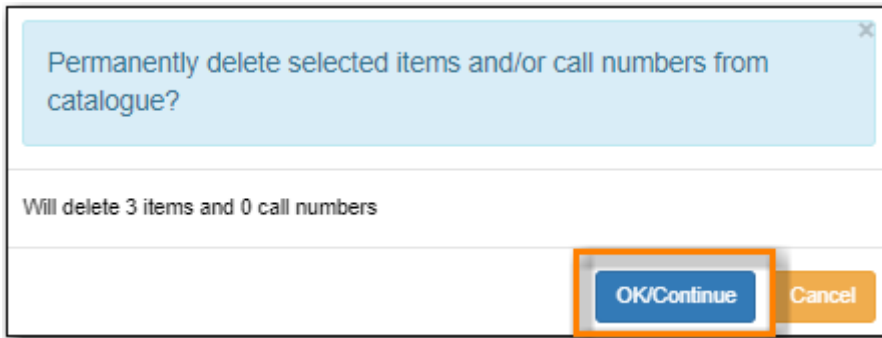 ×
Permanently delete selected items and/or call numbers from
catalogue?
Will delete 3 items and 0 call numbers
OK/Continue Cancel